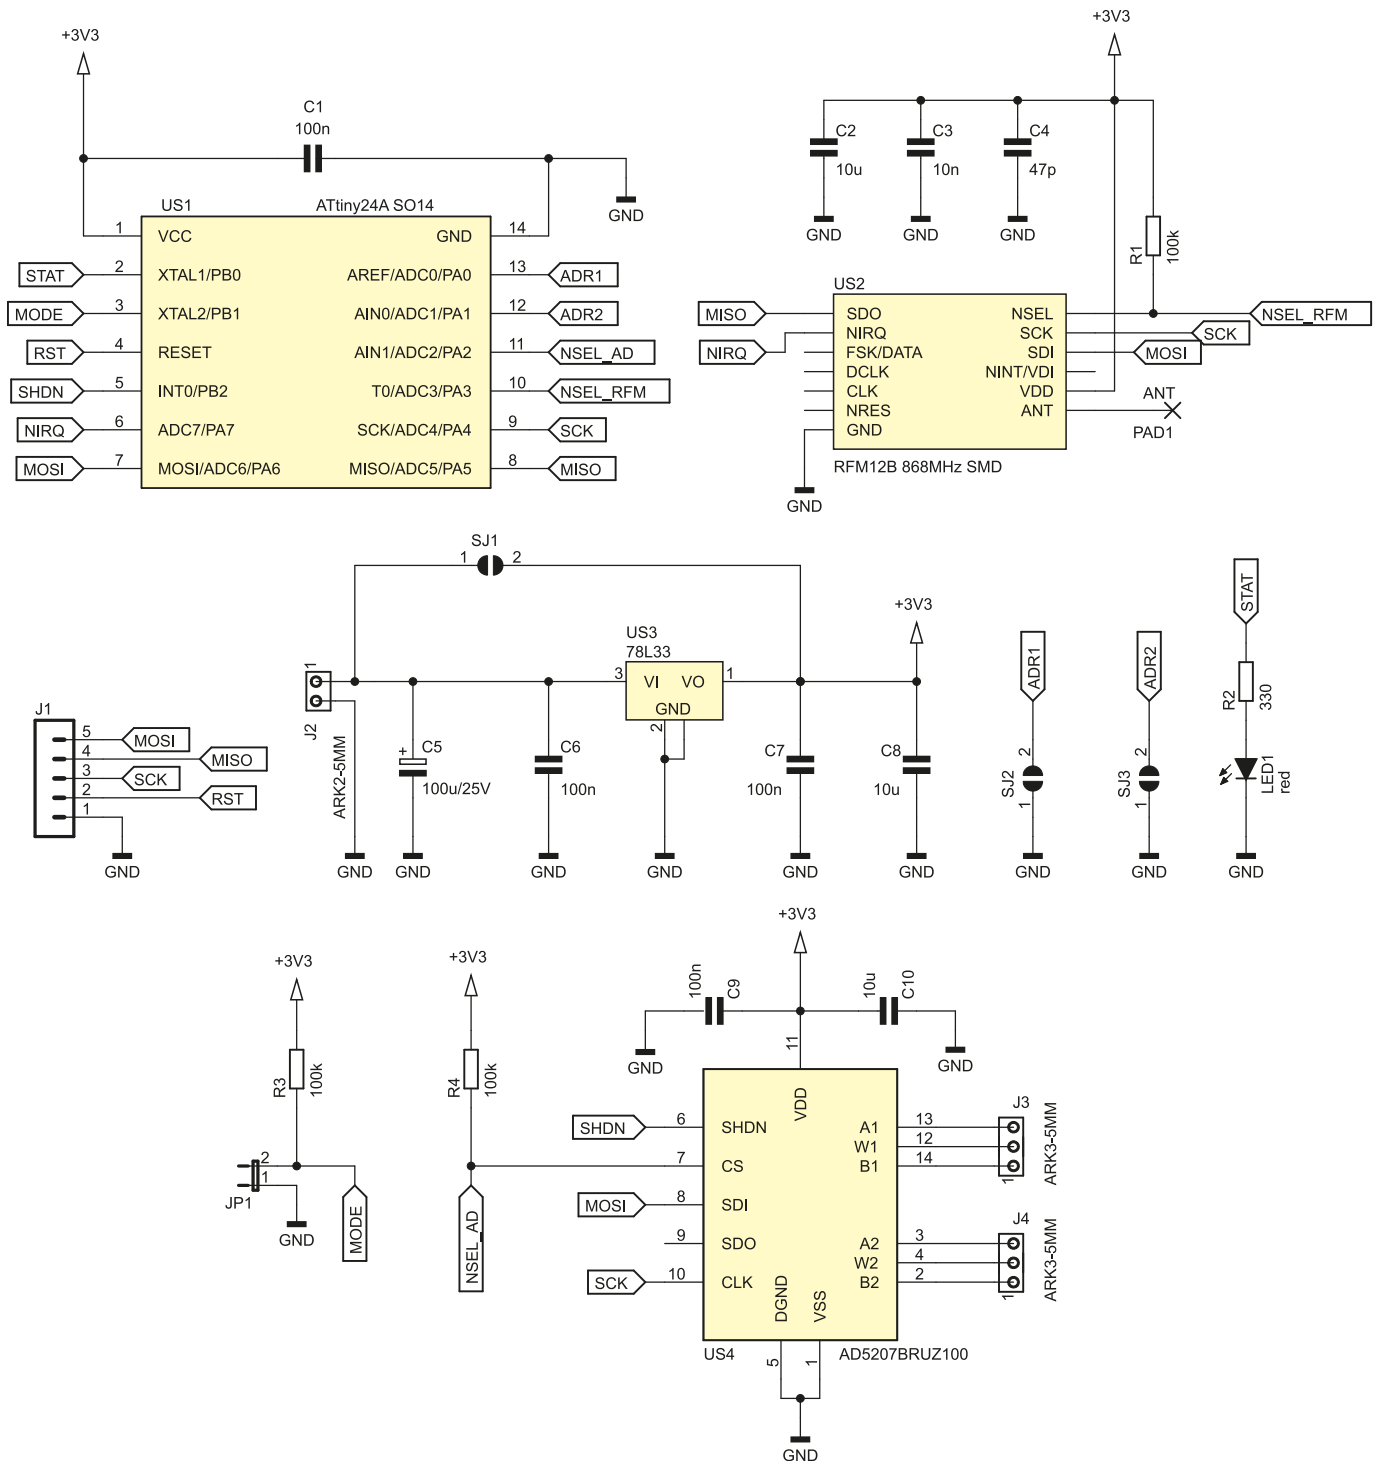 +3V3
C1
100n
GND
US1
ATtiny24A SO14
1
VCC
GND
14
STAT
2
XTAL1/PB0
AREF/ADC0/PA0
13
ADR1
MODE
3
XTAL2/PB1
AIN0/ADC1/PA1
12
ADR2
RST
4
RESET
AIN1/ADC2/PA2
11
NSEL_AD
SHDN
5
INT0/PB2
T0/ADC3/PA3
10
NSEL_RFM
NIRQ
6
ADC7/PA7
SCK/ADC4/PA4
9
SCK
MOSI
7
MOSI/ADC6/PA6
MISO/ADC5/PA5
8
MISO
+3V3
C2
10u
GND
C3
10n
GND
C4
47p
GND
R1
100k
US2
MISO
SDO
NSEL
NSEL_RFM
NIRQ
NIRQ
SCK
SCK
FSK/DATA
SDI
MOSI
DCLK
NINT/VDI
CLK
VDD
NRES
ANT
ANT
PAD1
GND
RFM12B 868MHz SMD
GND
SJ1
1
2
+3V3
US3
78L33
3
VI
VO
1
GND
2
J2
1
ARK2-5MM
GND
+
C5
100u/25V
GND
C6
100n
GND
GND
C7
100n
GND
C8
10u
GND
J1
5
MOSI
4
MISO
3
SCK
2
RST
1
GND
ADR1
2
SJ2
1
GND
ADR2
2
SJ3
1
GND
STAT
R2
330
LED1
red
GND
+3V3
R3
100k
2
1
JP1
GND
MODE
+3V3
R4
100k
NSEL_AD
+3V3
100n
C9
GND
10u
C10
GND
11
VDD
SHDN
6
SHDN
7
CS
MOSI
8
SDI
9
SDO
SCK
10
CLK
A1
13
W1
12
B1
14
J3
1
ARK3-5MM
A2
3
W2
4
B2
2
J4
1
ARK3-5MM
DGND
VSS
US4
AD5207BRUZ100
5
1
GND